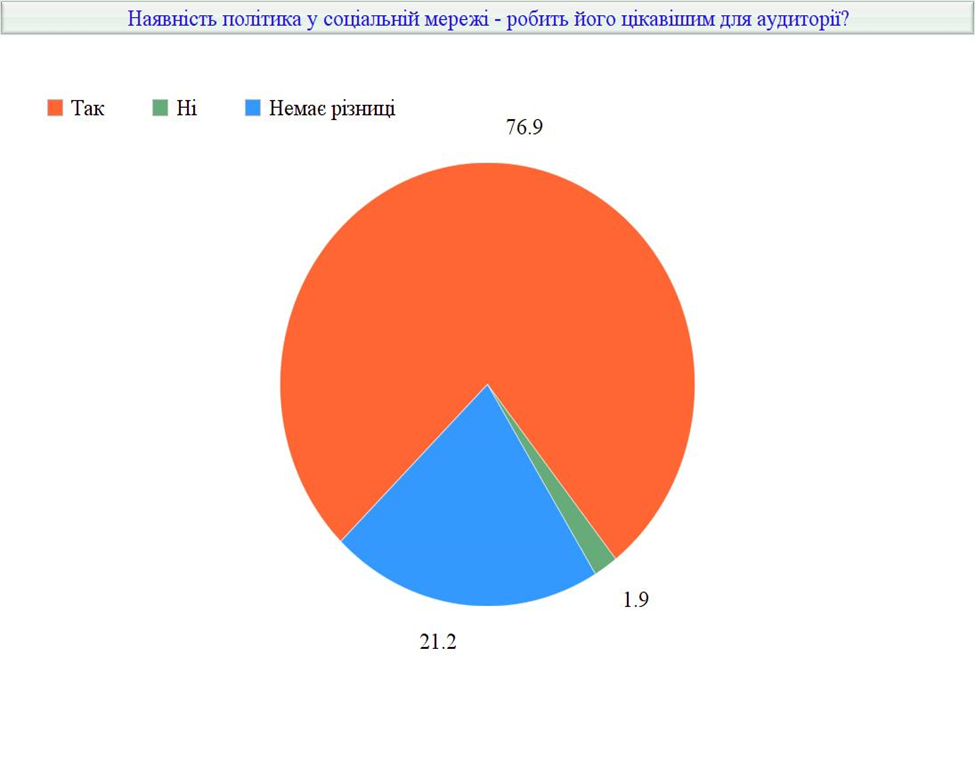 Наявність політика у соціальній мережі - робить його цікавішим для аудиторії?
Так Ні Немає різниці
76.9
1.9
21.2